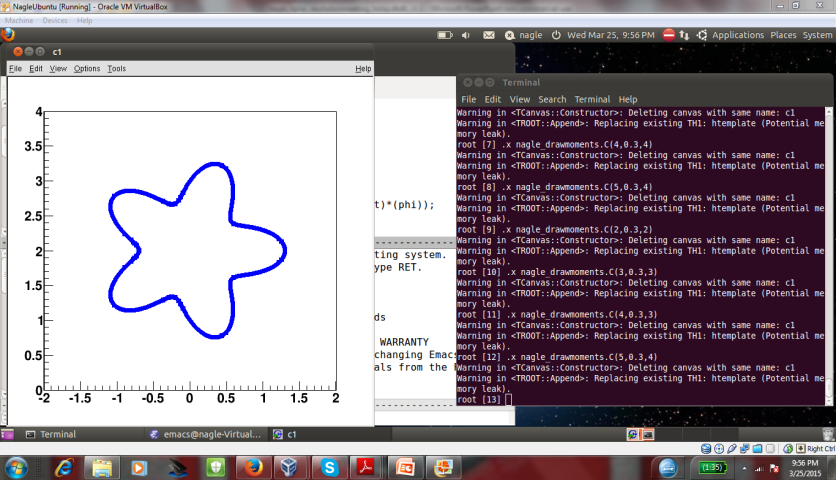 NagleUbuntu [Running] - Oracle VM VirtualBox
Machine Devices Help
nagle Wed Mar 25, 9:56 PM Applications Places System
c1
File Edit View Options Tools Help
4
3.5
3
2.5
2
1.5
1
0.5
0
-2 -1.5 -1 -0.5 0 0.5 1 1.5 2
t)*(phi));
ting system.
ype RET.
ds
WARRANTY
changing Emacs
als from the
Terminal
File Edit View Search Terminal Help
Warning in <TCanvas::Constructor>: Deleting canvas with same name: c1
Warning in <TROOT::Append>: Replacing existing TH1: htemplate (Potential me
mory leak).
root [7] .x nagle_drawmoments.C(4,0.3,4)
Warning in <TCanvas::Constructor>: Deleting canvas with same name: c1
Warning in <TROOT::Append>: Replacing existing TH1: htemplate (Potential me
mory leak).
root [8] .x nagle_drawmoments.C(5,0.3,4)
Warning in <TCanvas::Constructor>: Deleting canvas with same name: c1
Warning in <TROOT::Append>: Replacing existing TH1: htemplate (Potential me
mory leak).
root [9] .x nagle_drawmoments.C(2,0.3,2)
Warning in <TCanvas::Constructor>: Deleting canvas with same name: c1
Warning in <TROOT::Append>: Replacing existing TH1: htemplate (Potential me
mory leak).
root [10] .x nagle_drawmoments.C(3,0.3,3)
Warning in <TCanvas::Constructor>: Deleting canvas with same name: c1
Warning in <TROOT::Append>: Replacing existing TH1: htemplate (Potential me
mory leak).
root [11] .x nagle_drawmoments.C(4,0.3,3)
Warning in <TCanvas::Constructor>: Deleting canvas with same name: c1
Warning in <TROOT::Append>: Replacing existing TH1: htemplate (Potential me
mory leak).
root [12] .x nagle_drawmoments.C(5,0.3,4)
Warning in <TCanvas::Constructor>: Deleting canvas with same name: c1
Warning in <TROOT::Append>: Replacing existing TH1: htemplate (Potential me
mory leak).
root [13]
Terminal emacs@nagle-Virtual... c1
Right Ctrl
(1:35) 9:56 PM
3/25/2015